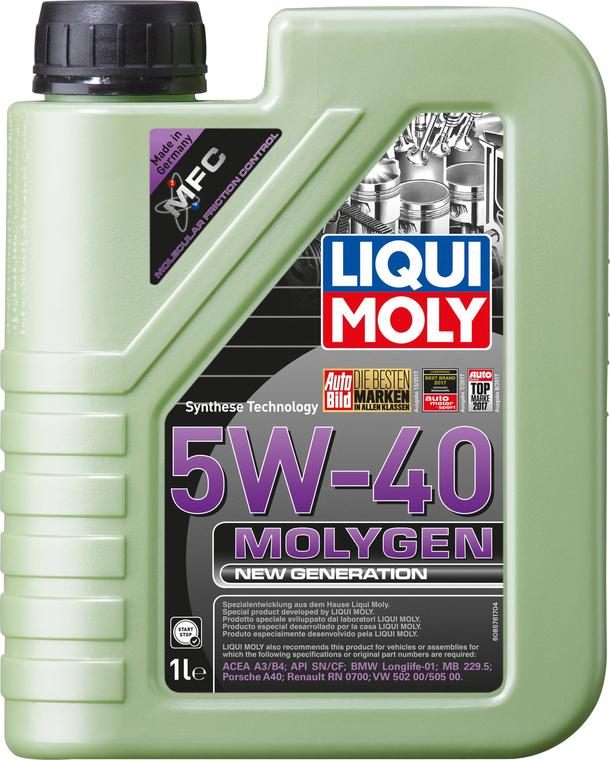 Made in
Germany
MFC
MOLECULAR FRICTION CONTROL
LIQUI
MOLY
Auto
Bild
DIE BESTEN
MARKEN
IN ALLEN KLASSEN
Ausgabe 13/2017
BEST BRAND
2017
auto
motor
sport
Auto
TOP
MARKE
2017
Synthese Technology
5W-40
MOLYGEN
NEW GENERATION
Spezialentwicklung aus dem Hause Liqui Moly.
Special product developed by LIQUI MOLY.
Prodotto speciale sviluppato dai laboratori LIQUI MOLY.
Producto especial desarrollado por la casa LIQUI MOLY.
Produto especialmente desenvolvido pela LIQUI MOLY.
6085761704
START
STOP
LIQUI MOLY also recommends this product for vehicles or assemblies for
which the following specifications or original part numbers are required:
1L℮
ACEA A3/B4; API SN/CF; BMW Longlife-01; MB 229.5;
Porsche A40; Renault RN 0700; VW 502 00/505 00.